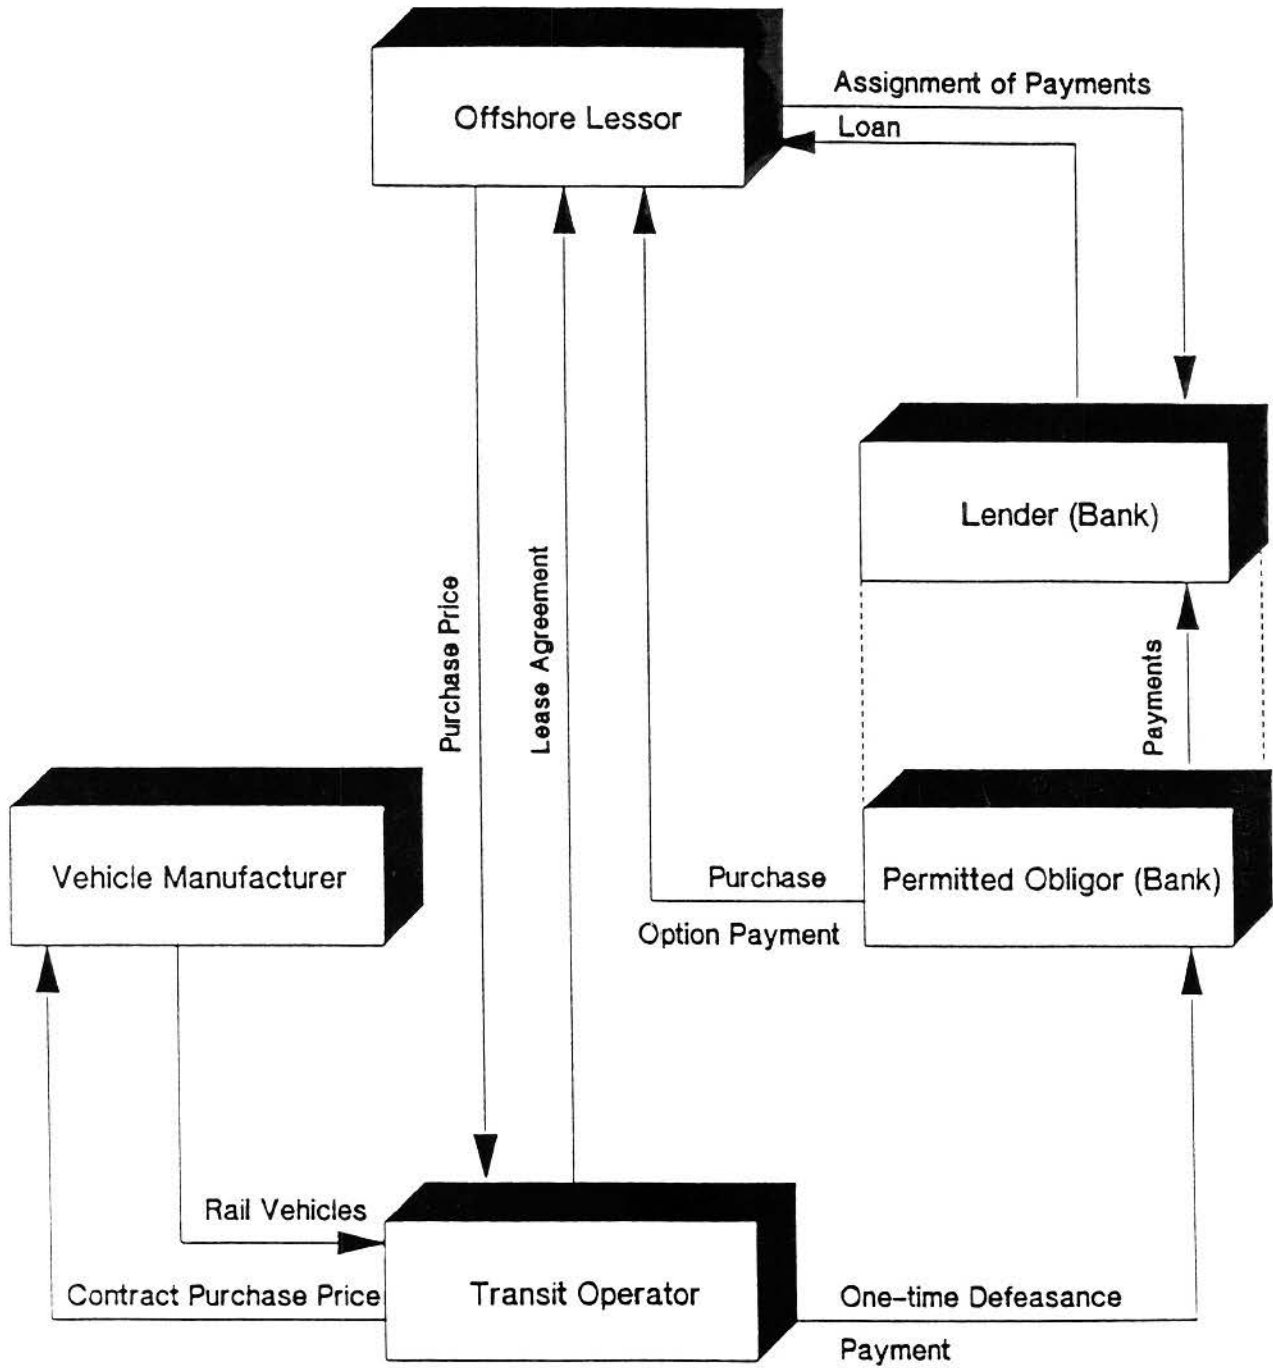 Offshore Lessor
Assignment of Payments
Loan
Lender (Bank)
Purchase Price
Lease Agreement
Payments
Vehicle Manufacturer
Purchase
Option Payment
Permitted Obligor (Bank)
Rail Vehicles
Contract Purchase Price
Transit Operator
One-time Defeasance
Payment